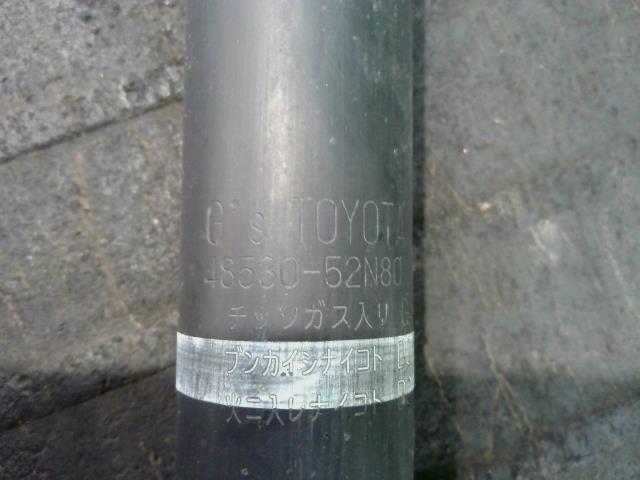 G's TOYOTA
48530-52N80
チッソガス入り
ブンカイシナイコト
火ニ入レナイコト